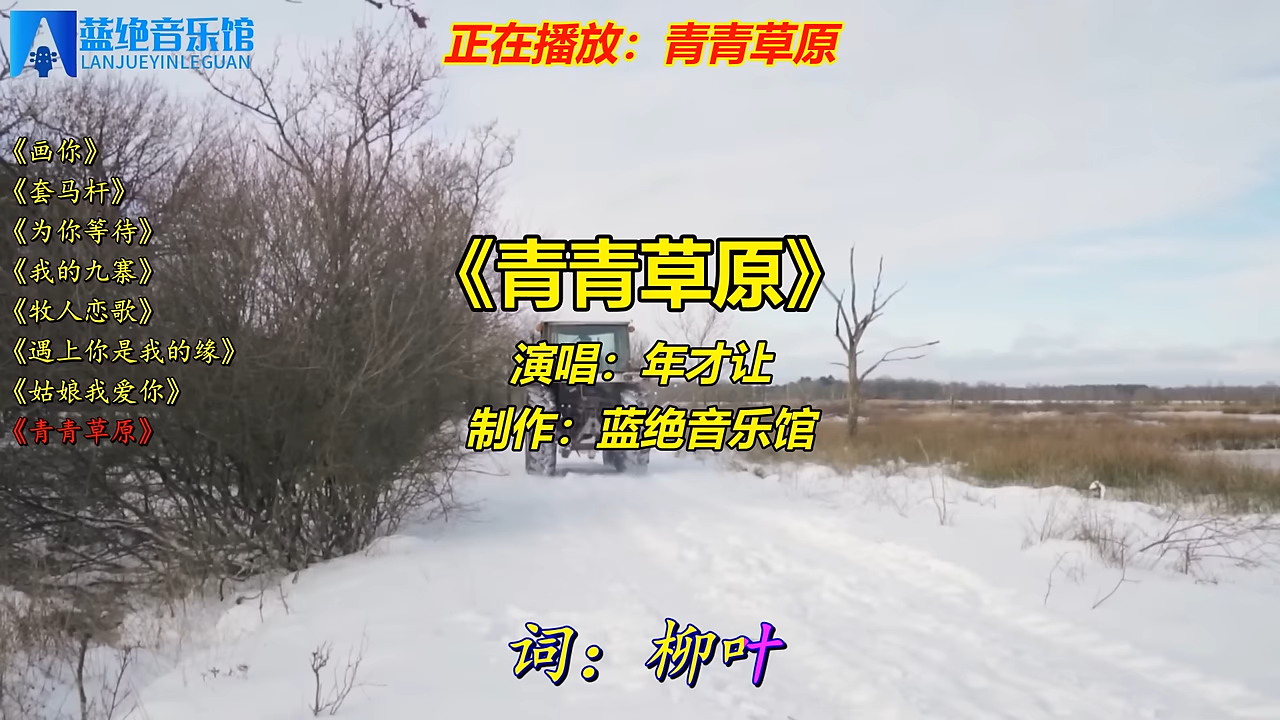 蓝绝音乐馆
LANJUEYINLEGUAN
正在播放：青青草原
《画你》
《套马杆》
《为你等待》
《我的九寨》
《牧人恋歌》
《遇上你是我的缘》
《姑娘我爱你》
《青青草原》
《青青草原》
演唱：年才让
制作：蓝绝音乐馆
词：柳叶